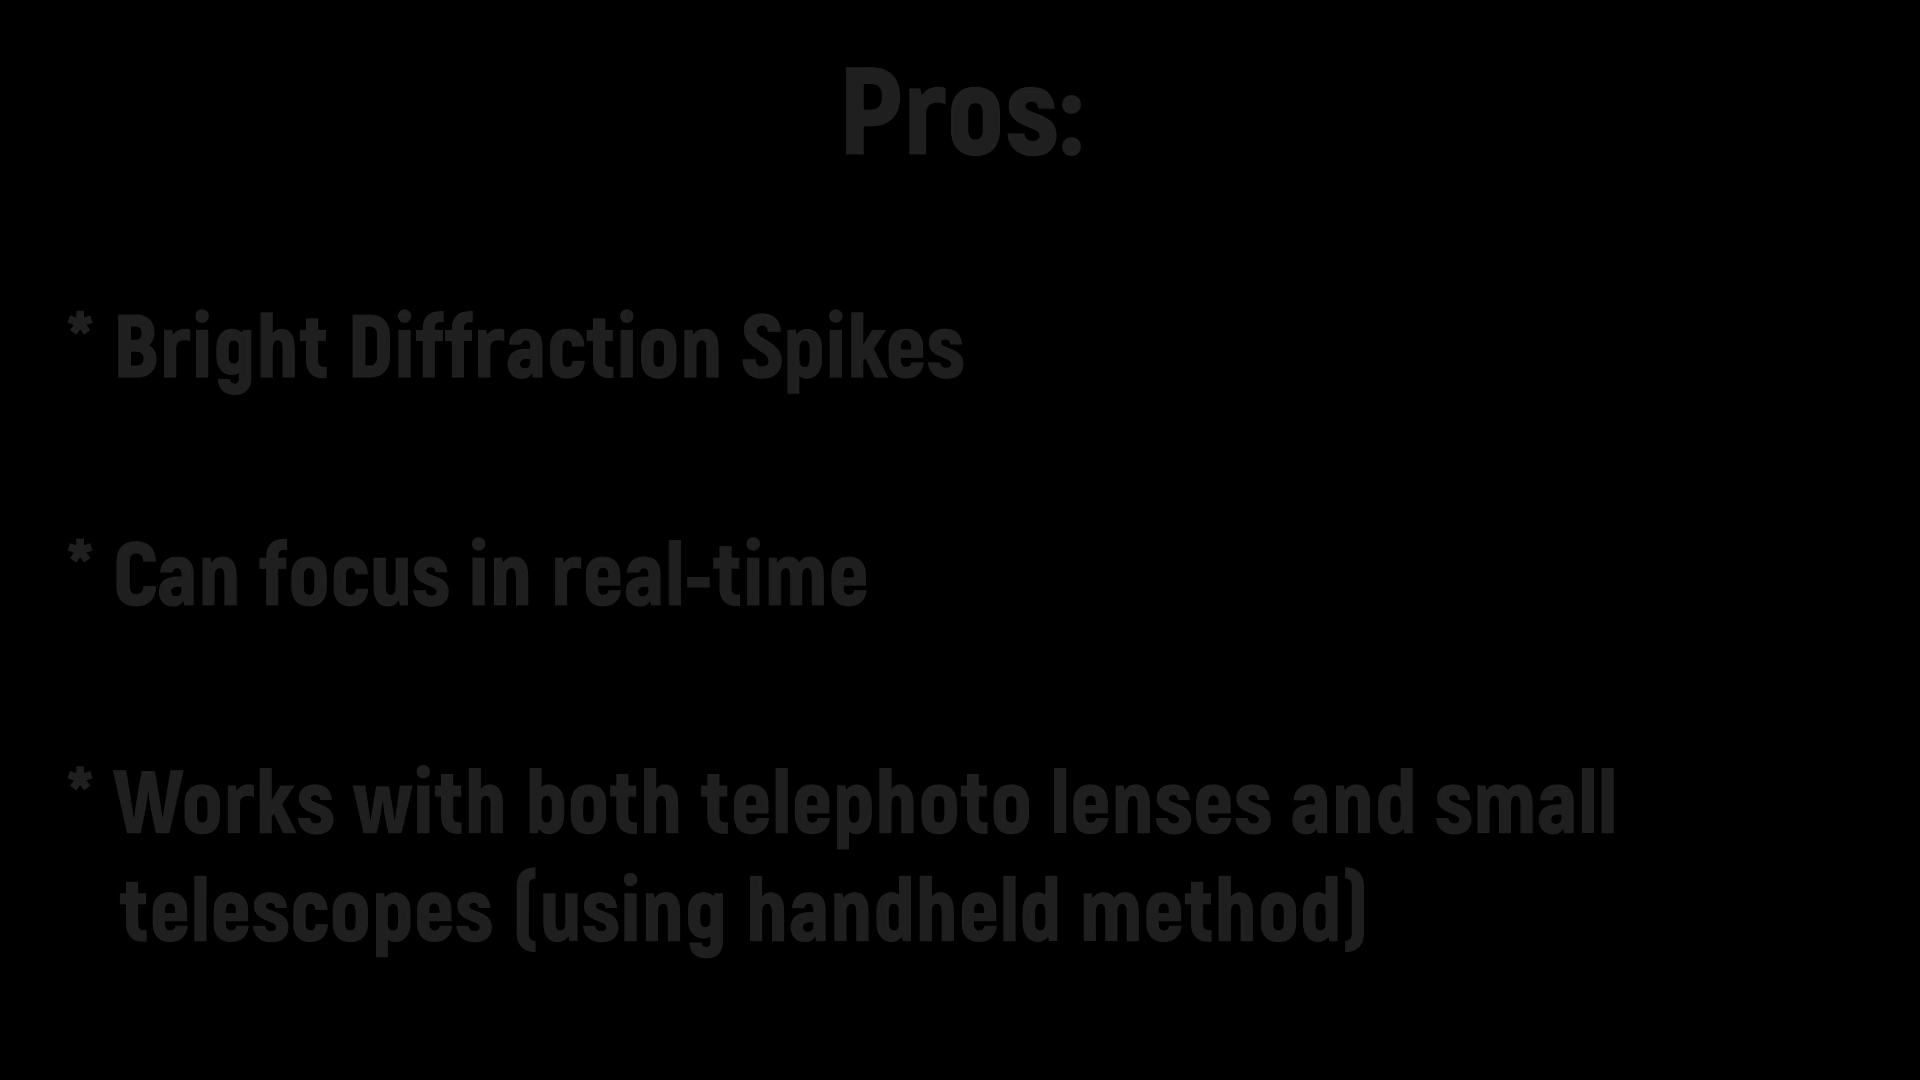 Pros:
* Bright Diffraction Spikes
* Can focus in real-time
* Works with both telephoto lenses and small
telescopes (using handheld method)